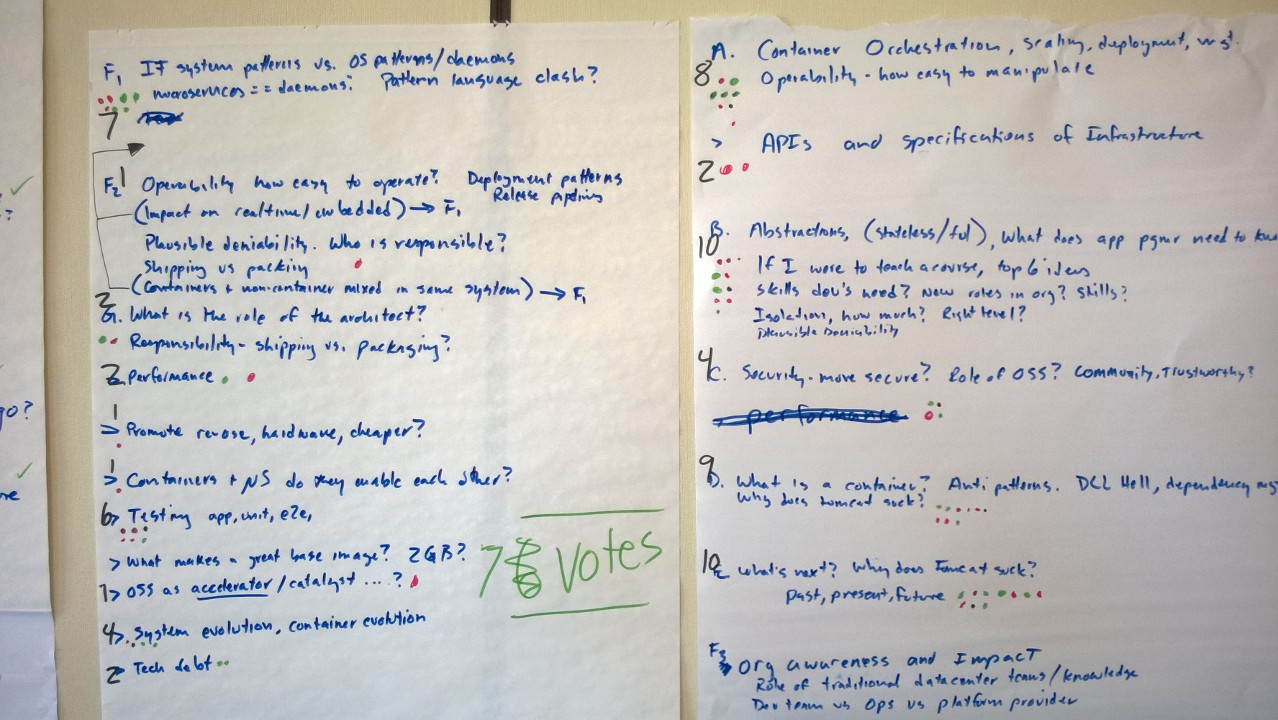 F1 IT system patterns vs. OS patterns/daemons
microservices == daemons? Pattern language clash?
7
F2 1 Operability how easy to operate? Deployment patterns
Release pipelining
(Impact on realtime/embedded) → F1
Plausible deniability. Who is responsible?
Shipping vs packing
(Containers + non-container mixed in same system) → F1
2
G. What is the role of the architect?
Responsibility - shipping vs. packaging?
2 Performance
1
> Promote re-use, hardware, cheaper?
1
> Containers + μS do they enable each other?
6> Testing app, unit, e2e,
> What makes a great base image? 2GB?
1> OSS as accelerator/catalyst ....?
4> System evolution, container evolution
2 Tech debt
78 Votes
A. Container Orchestration, scaling, deployment, mgt.
8 Operability - how easy to manipulate
> APIs and specifications of Infrastructure
2
B. Abstractions, (stateless/ful), What does app pgmr need to know
10
If I were to teach a course, top 6 ideas
skills dev's need? New roles in org? Skills?
Isolation, how much? Right level?
Plausible Deniability
4
C. Security - more secure? Role of OSS? Community, Trustworthy?
performance
9
D. What is a container? Anti patterns. DLL Hell, dependency mg
Why does tomcat suck?
10
E What's next? Why does Tomcat suck?
Past, present, future
F3 Org awareness and Impact
Role of traditional datacenter teams/knowledge
Dev team vs Ops vs platform provider
go?